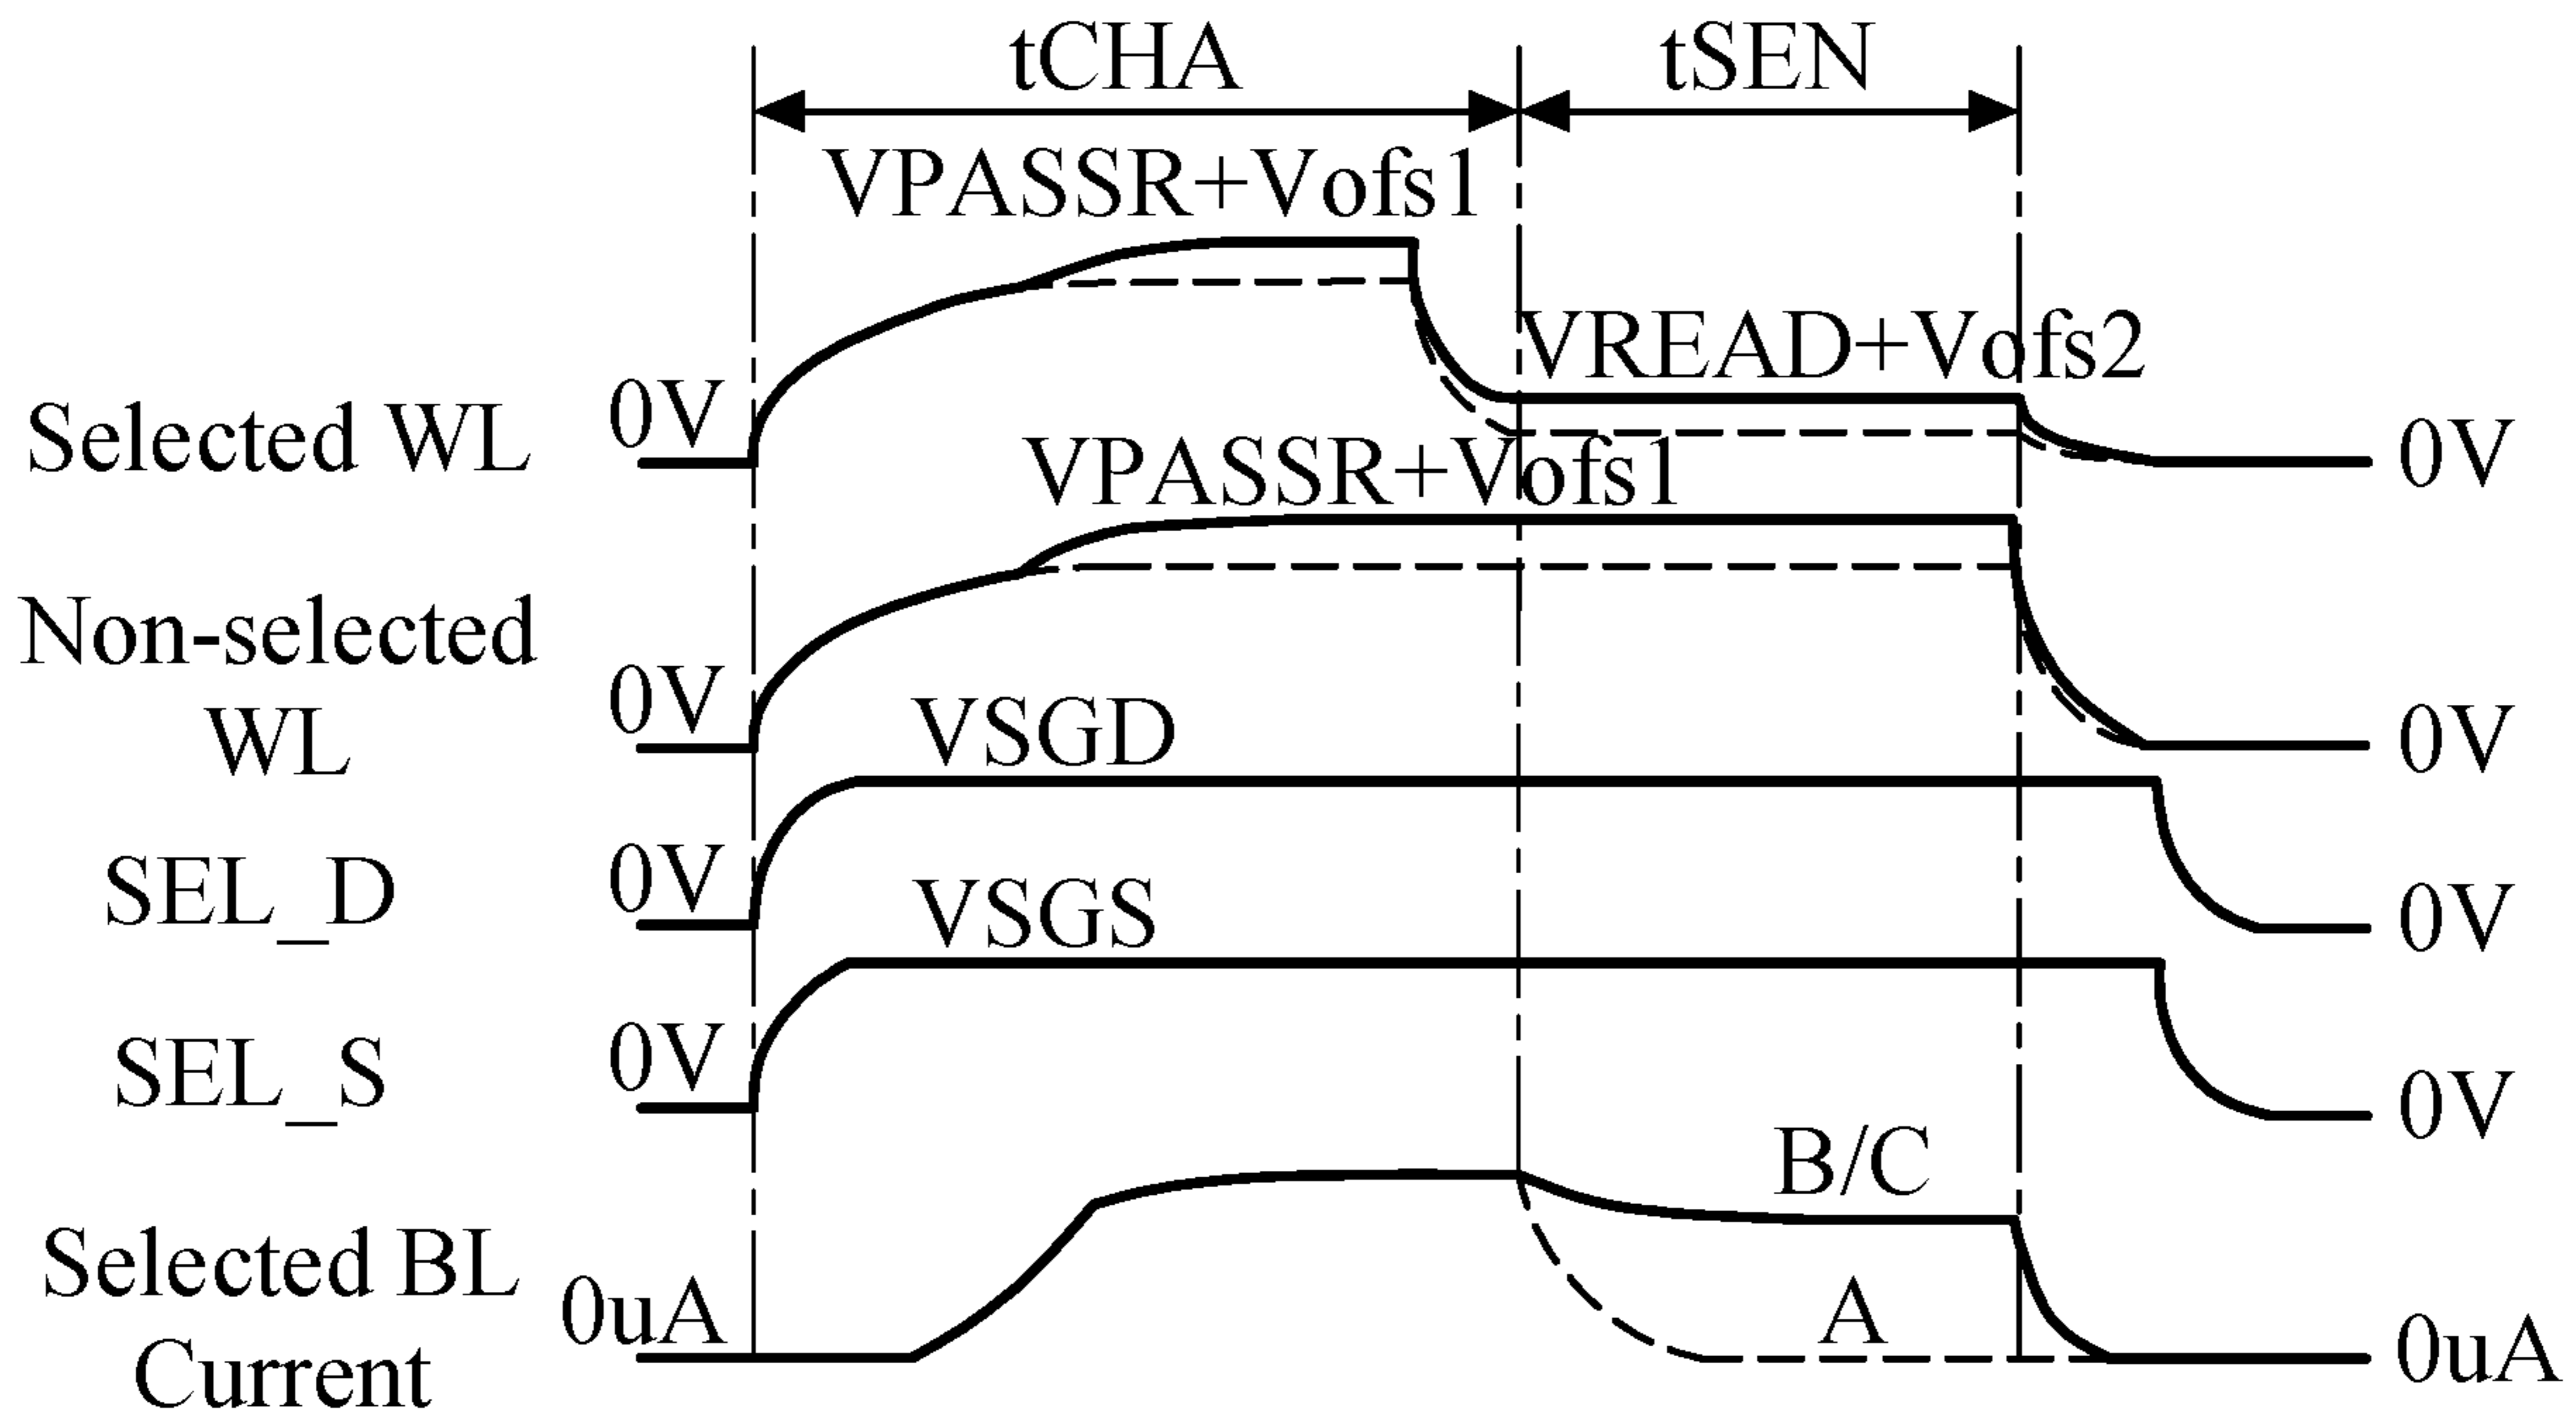 tCHA tSEN
VPASSR+Vofs1
VREAD+Vofs2
Selected WL 0V 0V
VPASSR+Vofs1
Non-selected
WL 0V 0V
VSGD
SEL_D 0V 0V
VSGS
SEL_S 0V 0V
B/C
Selected BL
Current 0uA A 0uA